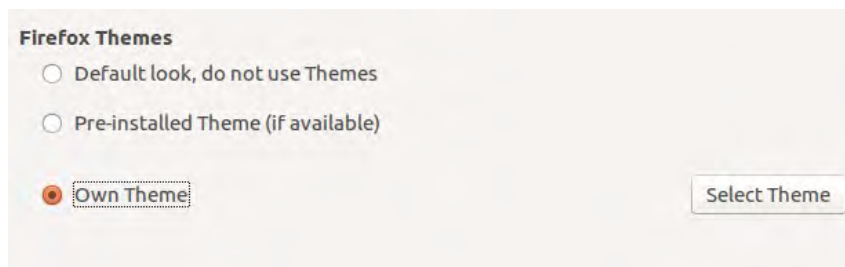 Firefox Themes
Default look, do not use Themes
Pre-installed Theme (if available)
Own Theme
Select Theme